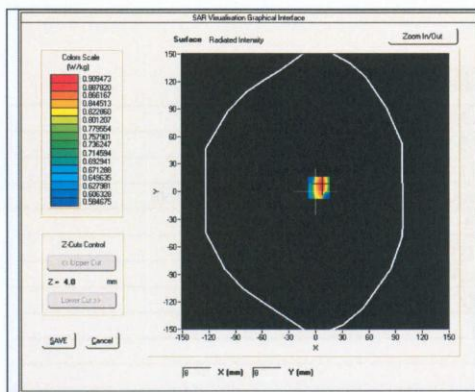 SAR Visualisation Graphical Interface
Surface Radiated Intensity
Zoom In/Out
Colors Scale
(W/kg)
0.909473
0.887820
0.866167
0.844513
0.822860
0.801207
0.779554
0.757901
0.736247
0.714594
0.692941
0.671288
0.649635
0.627981
0.606328
0.584675
Z-Cuts Control
<< Upper Cut
Z = 4.0 mm
Lower Cut >>
SAVE
Cancel
150
120
90
60
30
0
-30
-60
-90
-120
-150
Y
-150 -120 -90 -60 -30 0 30 60 90 120 150
X
X (mm)
Y (mm)